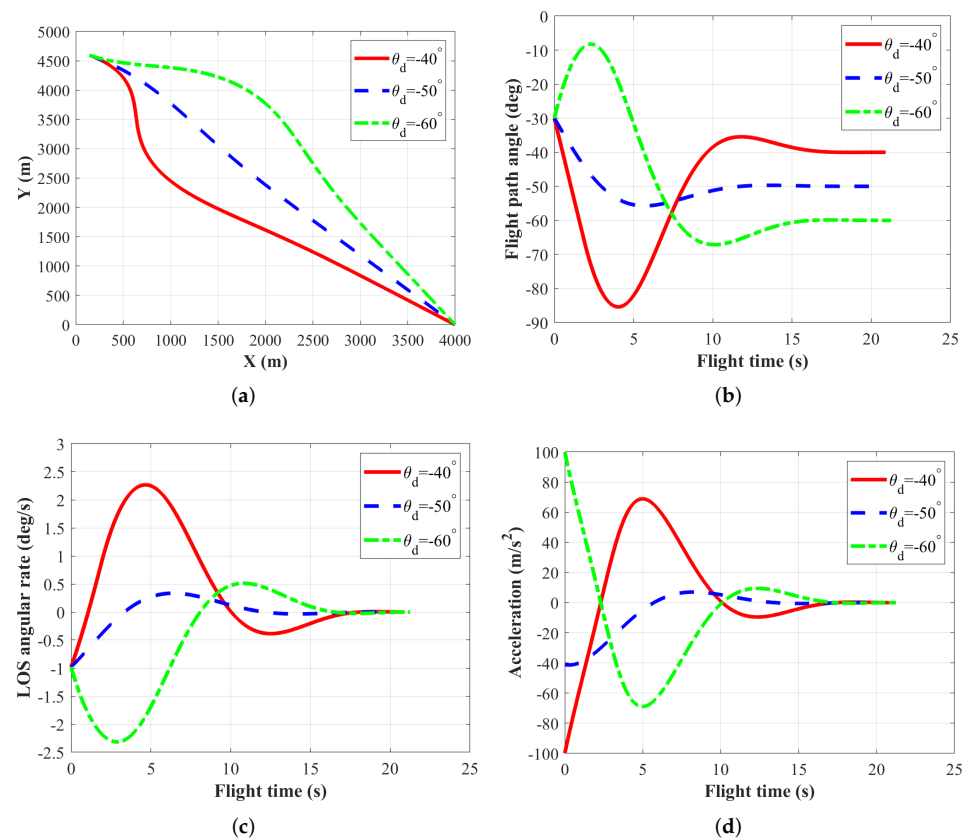 5000
4500
4000
3500
3000
2500
2000
1500
1000
500
0
Y (m)
0 500 1000 1500 2000 2500 3000 3500 4000
X (m)
θd=-40°
θd=-50°
θd=-60°
(a)
0
-10
-20
-30
-40
-50
-60
-70
-80
-90
Flight path angle (deg)
0 5 10 15 20 25
Flight time (s)
θd=-40°
θd=-50°
θd=-60°
(b)
3
2.5
2
1.5
1
0.5
0
-0.5
-1
-1.5
-2
-2.5
LOS angular rate (deg/s)
0 5 10 15 20 25
Flight time (s)
θd=-40°
θd=-50°
θd=-60°
(c)
100
80
60
40
20
0
-20
-40
-60
-80
-100
Acceleration (m/s²)
0 5 10 15 20 25
Flight time (s)
θd=-40°
θd=-50°
θd=-60°
(d)